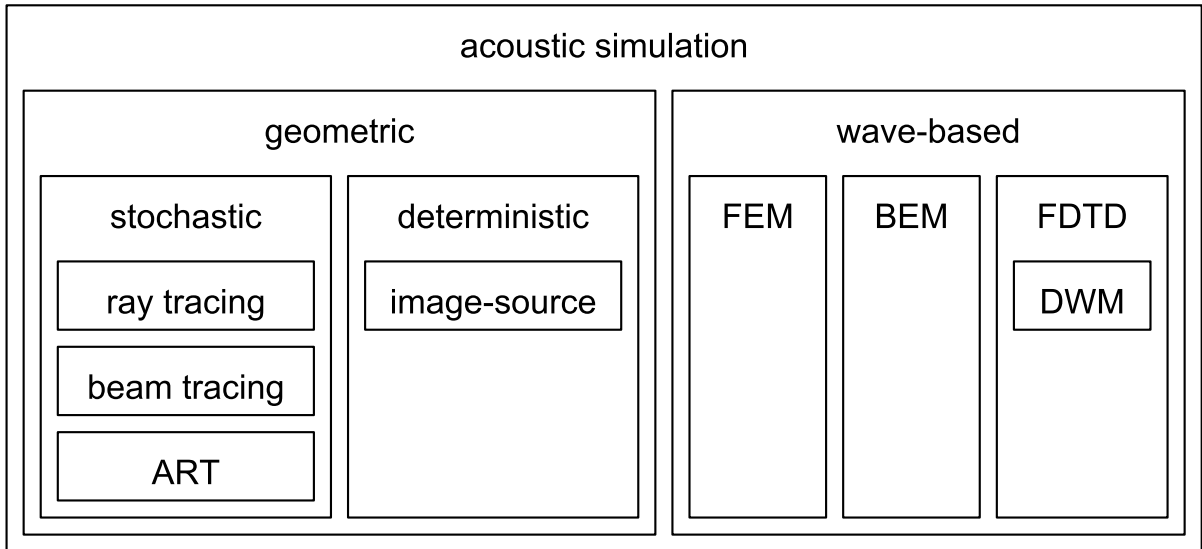 acoustic simulation
geometric
stochastic
ray tracing
beam tracing
ART
deterministic
image-source
wave-based
FEM
BEM
FDTD
DWM